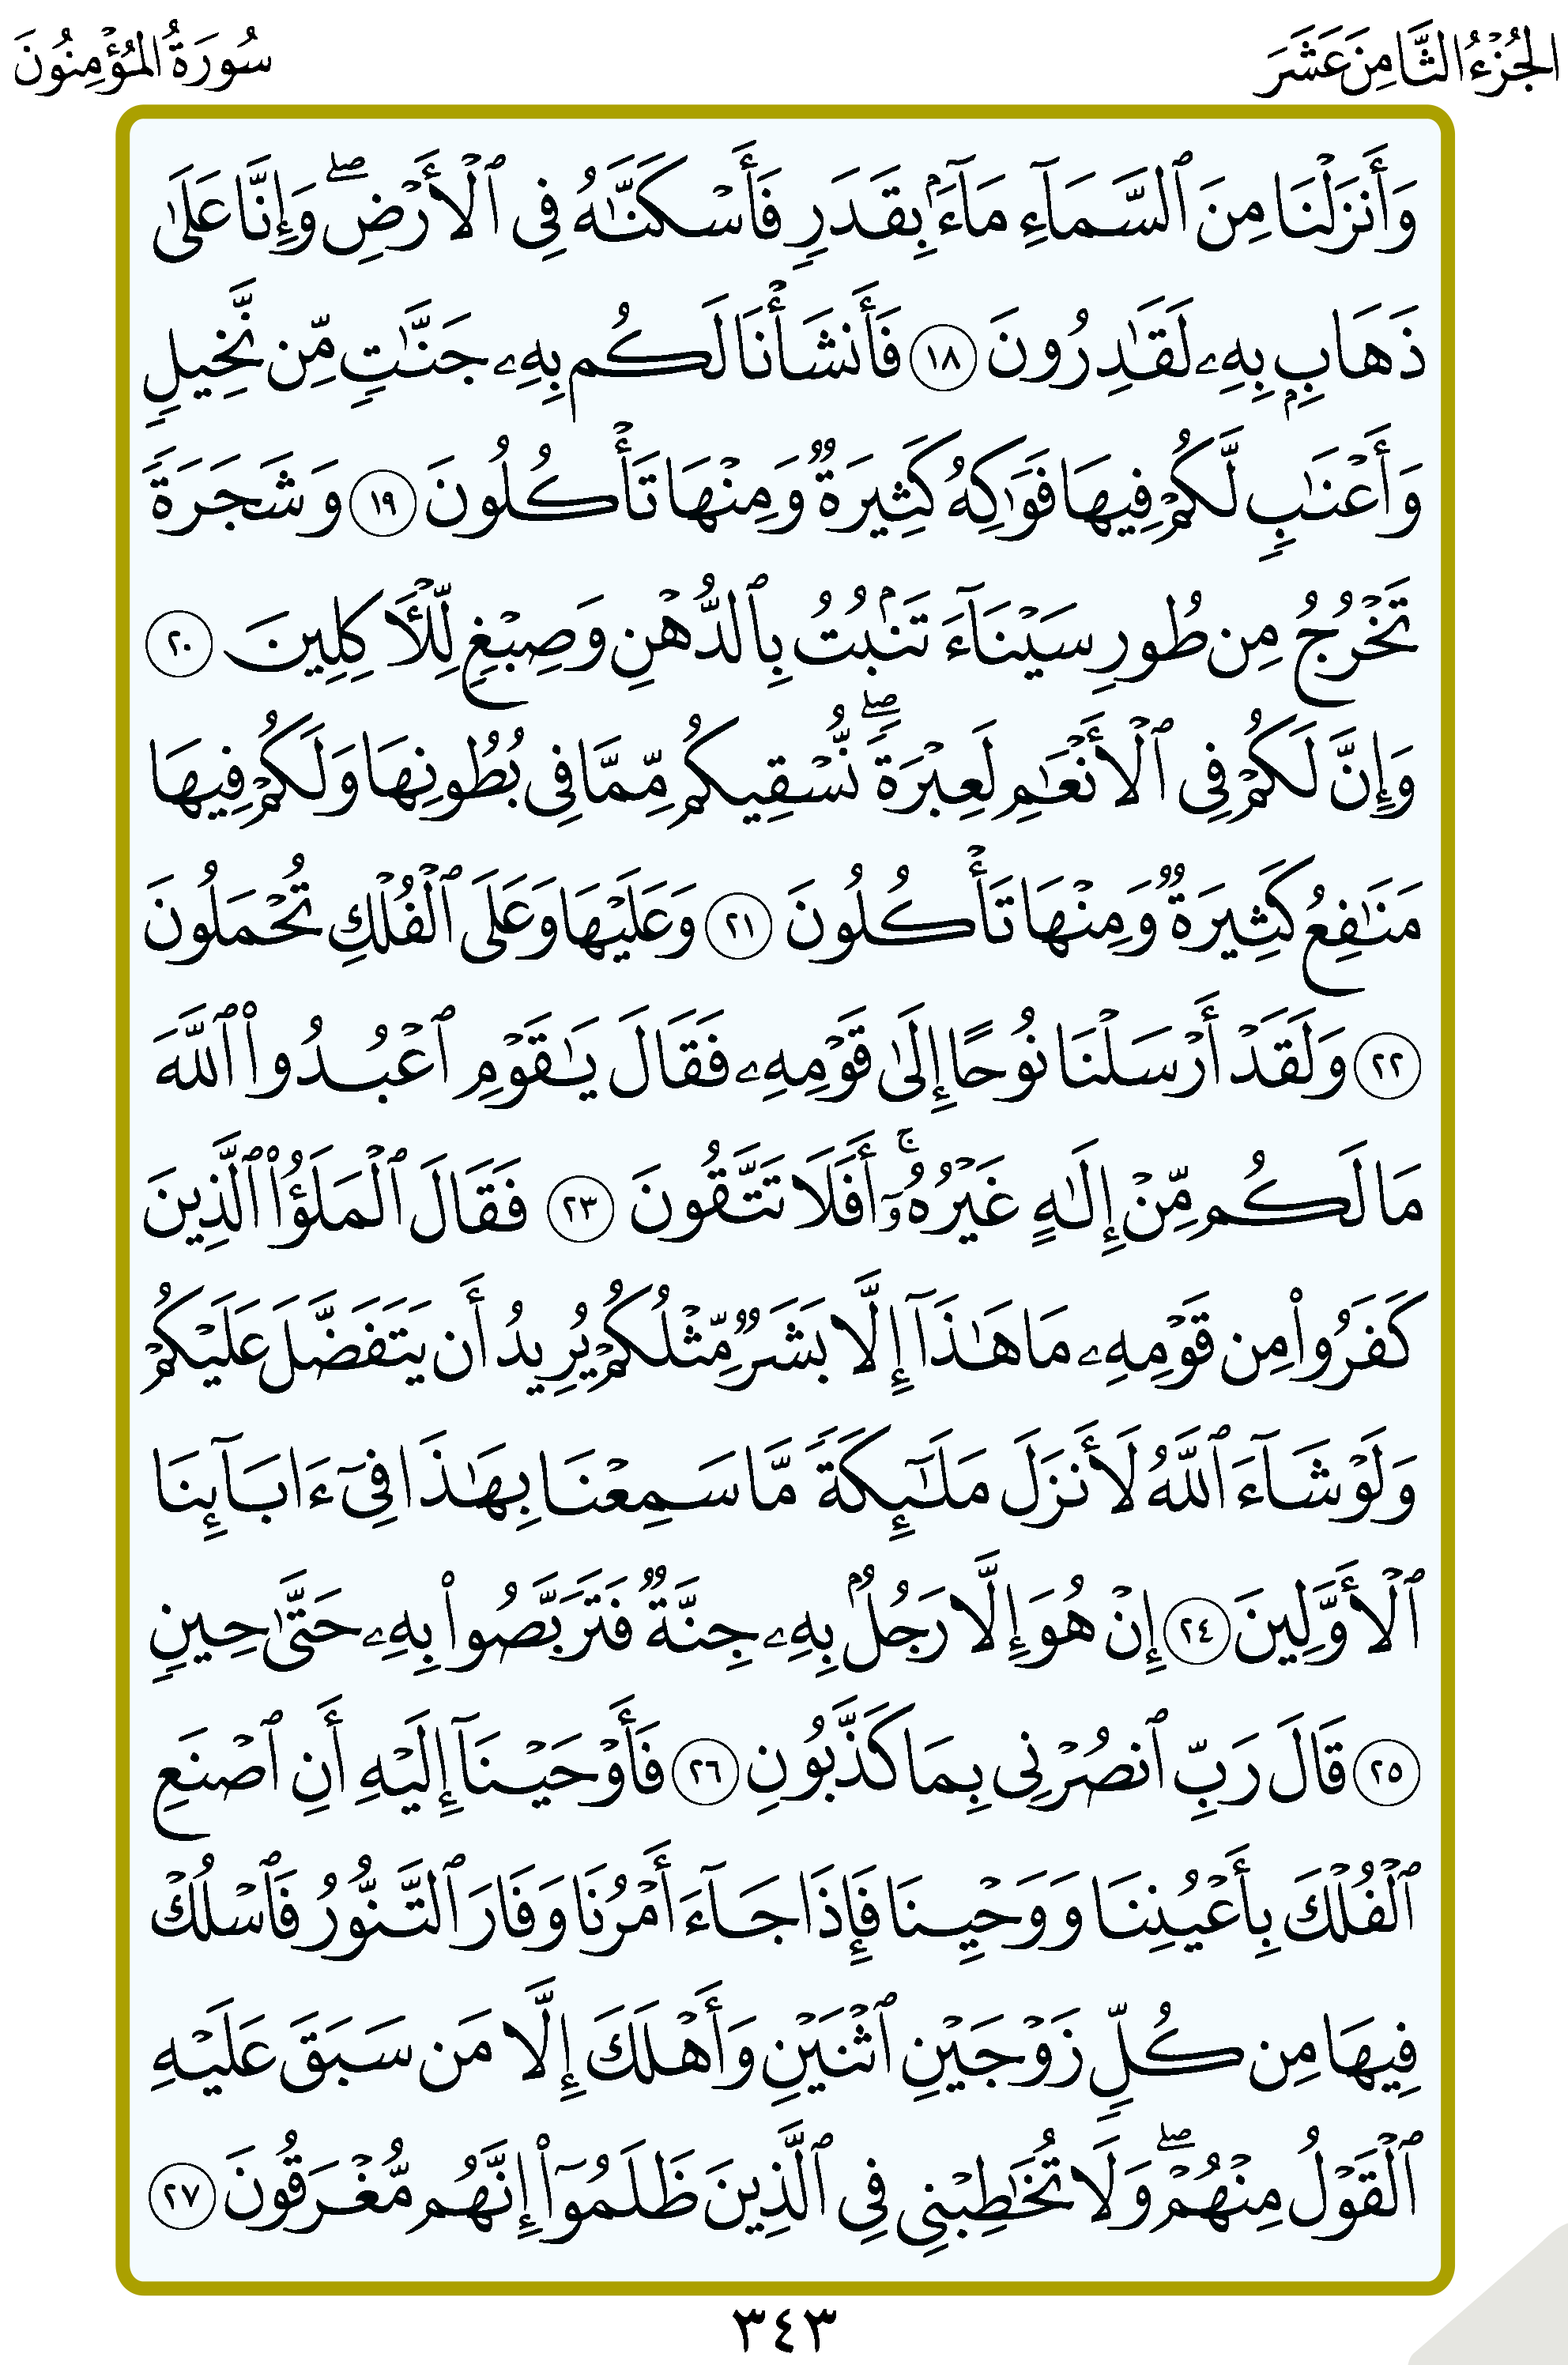 الجُزْءُ الثَّامِنَ عَشَرَ
سُورَةُ المُؤْمِنُونَ
وَأَنزَلْنَا مِنَ ٱلسَّمَآءِ مَآءَۢ بِقَدَرٖ فَأَسْكَنَّٰهُ فِي ٱلْأَرْضِۖ وَإِنَّا عَلَىٰ
ذَهَابِۭ بِهِۦ لَقَٰدِرُونَ ١٨ فَأَنشَأْنَا لَكُم بِهِۦ جَنَّٰتٖ مِّن نَّخِيلٖ
وَأَعْنَٰبٖ لَّكُمْ فِيهَا فَوَٰكِهُ كَثِيرَةٞ وَمِنْهَا تَأْكُلُونَ ١٩ وَشَجَرَةٗ
تَخْرُجُ مِن طُورِ سَيْنَآءَ تَنۢبُتُ بِٱلدُّهْنِ وَصِبْغٖ لِّلْأٓكِلِينَ ٢٠
وَإِنَّ لَكُمْ فِي ٱلْأَنْعَٰمِ لَعِبْرَةٗۖ نُّسْقِيكُم مِّمَّا فِي بُطُونِهَا وَلَكُمْ فِيهَا
مَنَٰفِعُ كَثِيرَةٞ وَمِنْهَا تَأْكُلُونَ ٢١ وَعَلَيْهَا وَعَلَى ٱلْفُلْكِ تُحْمَلُونَ
٢٢ وَلَقَدْ أَرْسَلْنَا نُوحًا إِلَىٰ قَوْمِهِۦ فَقَالَ يَٰقَوْمِ ٱعْبُدُوا۟ ٱللَّهَ
مَا لَكُم مِّنْ إِلَٰهٍ غَيْرُهُۥٓۚ أَفَلَا تَتَّقُونَ ٢٣ فَقَالَ ٱلْمَلَؤُا۟ ٱلَّذِينَ
كَفَرُوا۟ مِن قَوْمِهِۦ مَا هَٰذَآ إِلَّا بَشَرٞ مِّثْلُكُمْ يُرِيدُ أَن يَتَفَضَّلَ عَلَيْكُمْ
وَلَوْ شَآءَ ٱللَّهُ لَأَنزَلَ مَلَٰٓئِكَةٗ مَّا سَمِعْنَا بِهَٰذَا فِيٓ ءَابَآئِنَا
ٱلْأَوَّلِينَ ٢٤ إِنْ هُوَ إِلَّا رَجُلُۢ بِهِۦ جِنَّةٞ فَتَرَبَّصُوا۟ بِهِۦ حَتَّىٰ حِينٖ
٢٥ قَالَ رَبِّ ٱنصُرْنِي بِمَا كَذَّبُونِ ٢٦ فَأَوْحَيْنَآ إِلَيْهِ أَنِ ٱصْنَعِ
ٱلْفُلْكَ بِأَعْيُنِنَا وَوَحْيِنَا فَإِذَا جَآءَ أَمْرُنَا وَفَارَ ٱلتَّنُّورُ فَٱسْلُكْ
فِيهَا مِن كُلّٖ زَوْجَيْنِ ٱثْنَيْنِ وَأَهْلَكَ إِلَّا مَن سَبَقَ عَلَيْهِ
ٱلْقَوْلُ مِنْهُمْۖ وَلَا تُخَٰطِبْنِي فِي ٱلَّذِينَ ظَلَمُوٓا۟ إِنَّهُم مُّغْرَقُونَ ٢٧
٣٤٣